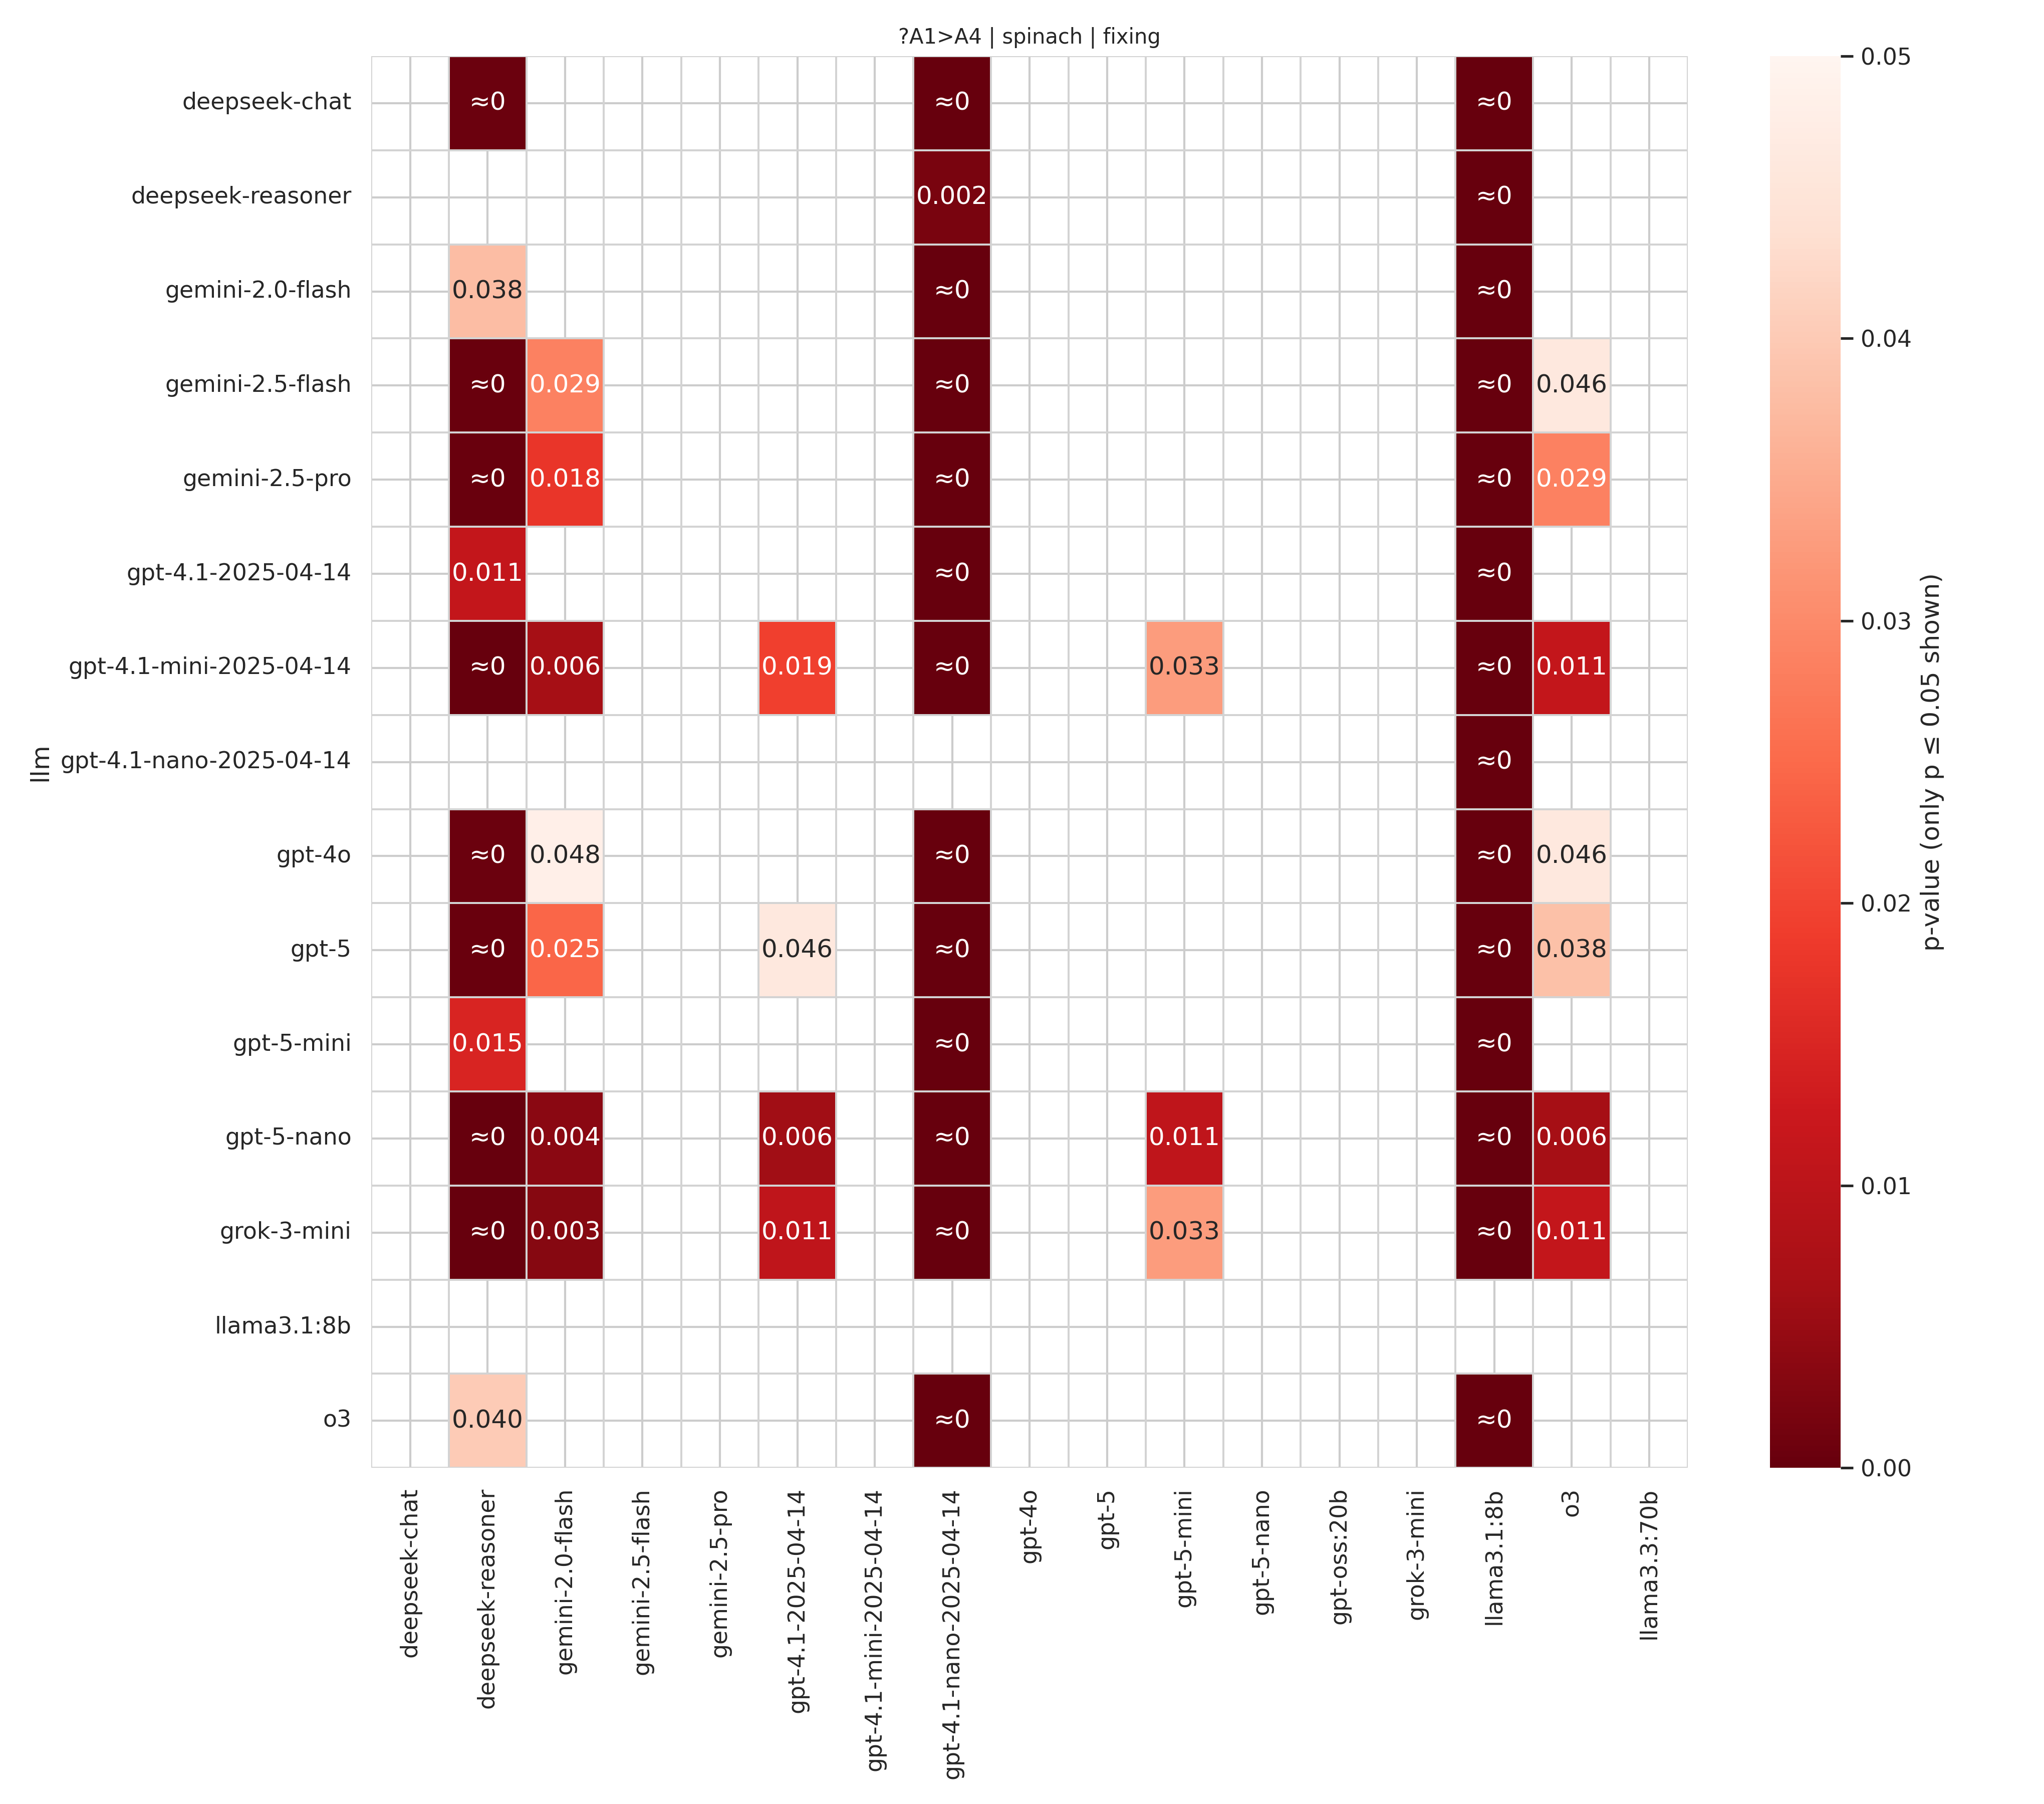 ?A1>A4 | spinach | fixing
deepseek-chat ≈0 ≈0 ≈0
deepseek-reasoner 0.002 ≈0
gemini-2.0-flash 0.038 ≈0 ≈0
gemini-2.5-flash ≈0 0.029 ≈0 ≈0 0.046
gemini-2.5-pro ≈0 0.018 ≈0 ≈0 0.029
gpt-4.1-2025-04-14 0.011 ≈0 ≈0
gpt-4.1-mini-2025-04-14 ≈0 0.006 0.019 ≈0 0.033 ≈0 0.011
gpt-4.1-nano-2025-04-14 ≈0
gpt-4o ≈0 0.048 ≈0 ≈0 0.046
gpt-5 ≈0 0.025 0.046 ≈0 ≈0 0.038
gpt-5-mini 0.015 ≈0 ≈0
gpt-5-nano ≈0 0.004 0.006 ≈0 0.011 ≈0 0.006
grok-3-mini ≈0 0.003 0.011 ≈0 0.033 ≈0 0.011
llama3.1:8b
o3 0.040 ≈0 ≈0
llm
deepseek-chat
deepseek-reasoner
gemini-2.0-flash
gemini-2.5-flash
gemini-2.5-pro
gpt-4.1-2025-04-14
gpt-4.1-mini-2025-04-14
gpt-4.1-nano-2025-04-14
gpt-4o
gpt-5
gpt-5-mini
gpt-5-nano
gpt-oss:20b
grok-3-mini
llama3.1:8b
o3
llama3.3:70b
0.05
0.04
0.03
0.02
0.01
0.00
p-value (only p ≤ 0.05 shown)